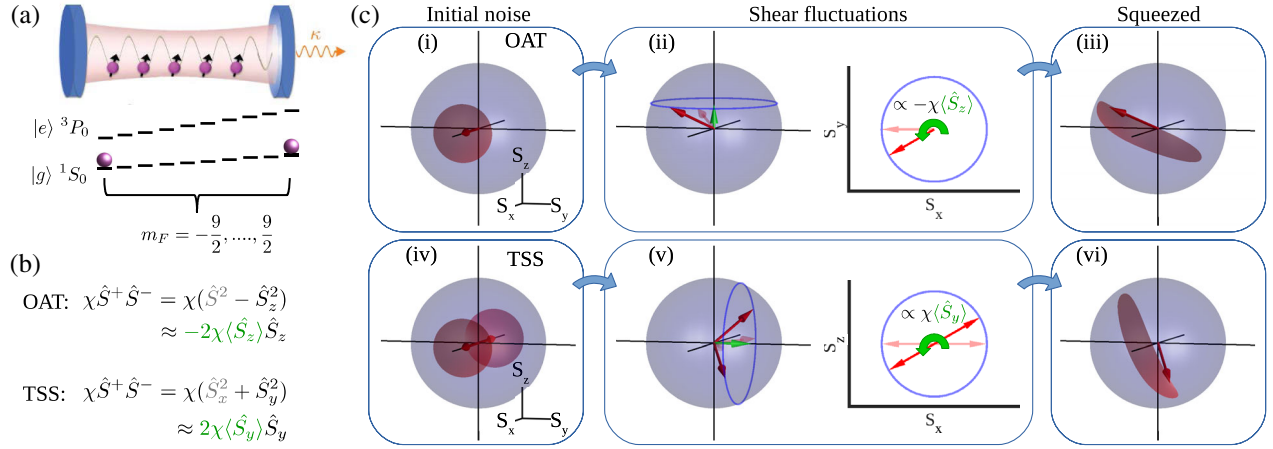 (a)
κ
|e⟩ ³P₀
|g⟩ ¹S₀
m_F = −9/2, ...., 9/2
(b)
OAT: χŜ⁺Ŝ⁻ = χ(Ŝ² − Ŝ_z²)
≈ −2χ⟨Ŝ_z⟩Ŝ_z
TSS: χŜ⁺Ŝ⁻ = χ(Ŝ_x² + Ŝ_y²)
≈ 2χ⟨Ŝ_y⟩Ŝ_y
(c)
Initial noise
Shear fluctuations
Squeezed
(i)
OAT
S_z
S_x
S_y
(ii)
∝ −χ⟨Ŝ_z⟩
S_y
S_x
(iii)
(iv)
TSS
S_z
S_x
S_y
(v)
∝ χ⟨Ŝ_y⟩
S_z
S_x
(vi)